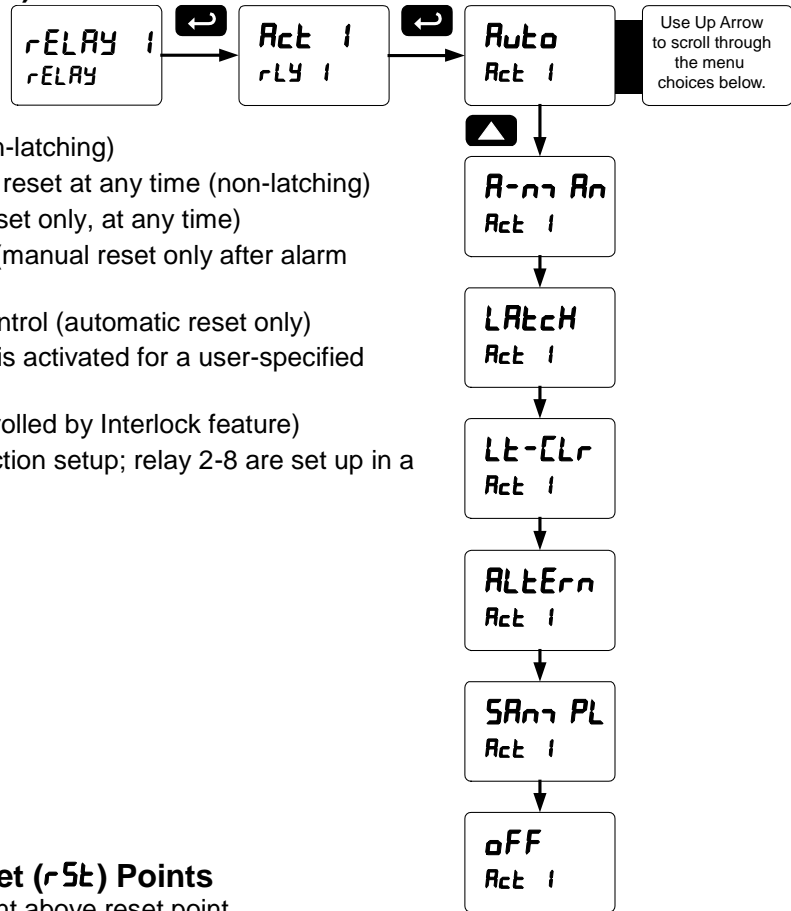 rELAY 1
rELAY
Act 1
rLY 1
Auto
Act 1
Use Up Arrow
to scroll through
the menu
choices below.
n-latching)
reset at any time (non-latching)
set only, at any time)
(manual reset only after alarm
ntrol (automatic reset only)
is activated for a user-specified
rolled by Interlock feature)
ction setup; relay 2-8 are set up in a
A-mAn
Act 1
LAtcH
Act 1
Lt-CLr
Act 1
ALtErn
Act 1
SAmPL
Act 1
oFF
Act 1
et (rSt) Points
nt above reset point